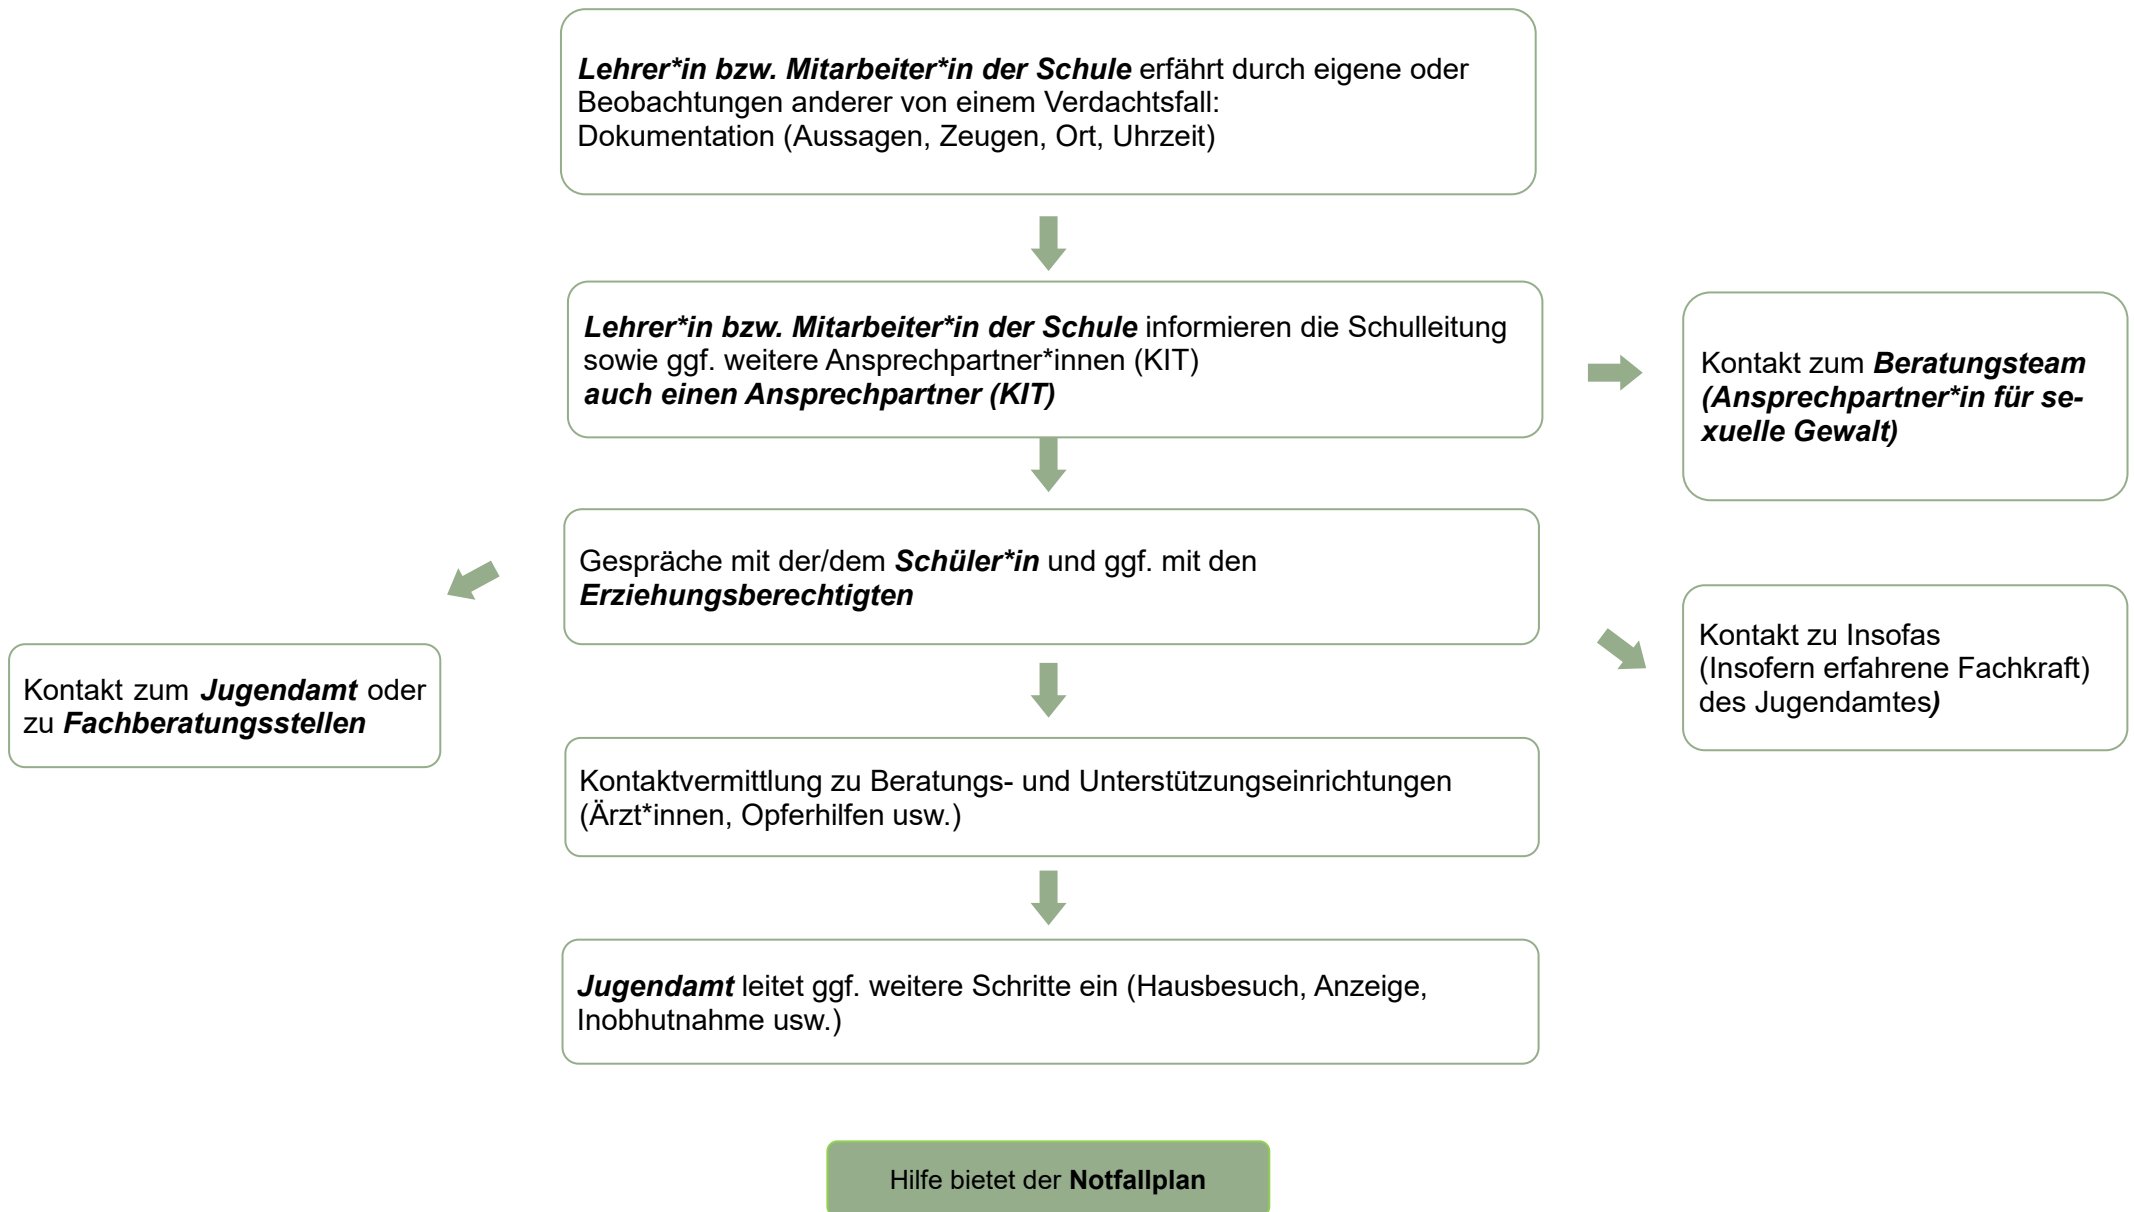 Lehrer*in bzw. Mitarbeiter*in der Schule erfährt durch eigene oder
Beobachtungen anderer von einem Verdachtsfall:
Dokumentation (Aussagen, Zeugen, Ort, Uhrzeit)
Lehrer*in bzw. Mitarbeiter*in der Schule informieren die Schulleitung
sowie ggf. weitere Ansprechpartner*innen (KIT)
auch einen Ansprechpartner (KIT)
Kontakt zum Beratungsteam
(Ansprechpartner*in für se-
xuelle Gewalt)
Gespräche mit der/dem Schüler*in und ggf. mit den
Erziehungsberechtigten
Kontakt zum Jugendamt oder
zu Fachberatungsstellen
Kontakt zu Insofas
(Insofern erfahrene Fachkraft)
des Jugendamtes)
Kontaktvermittlung zu Beratungs- und Unterstützungseinrichtungen
(Ärzt*innen, Opferhilfen usw.)
Jugendamt leitet ggf. weitere Schritte ein (Hausbesuch, Anzeige,
Inobhutnahme usw.)
Hilfe bietet der Notfallplan